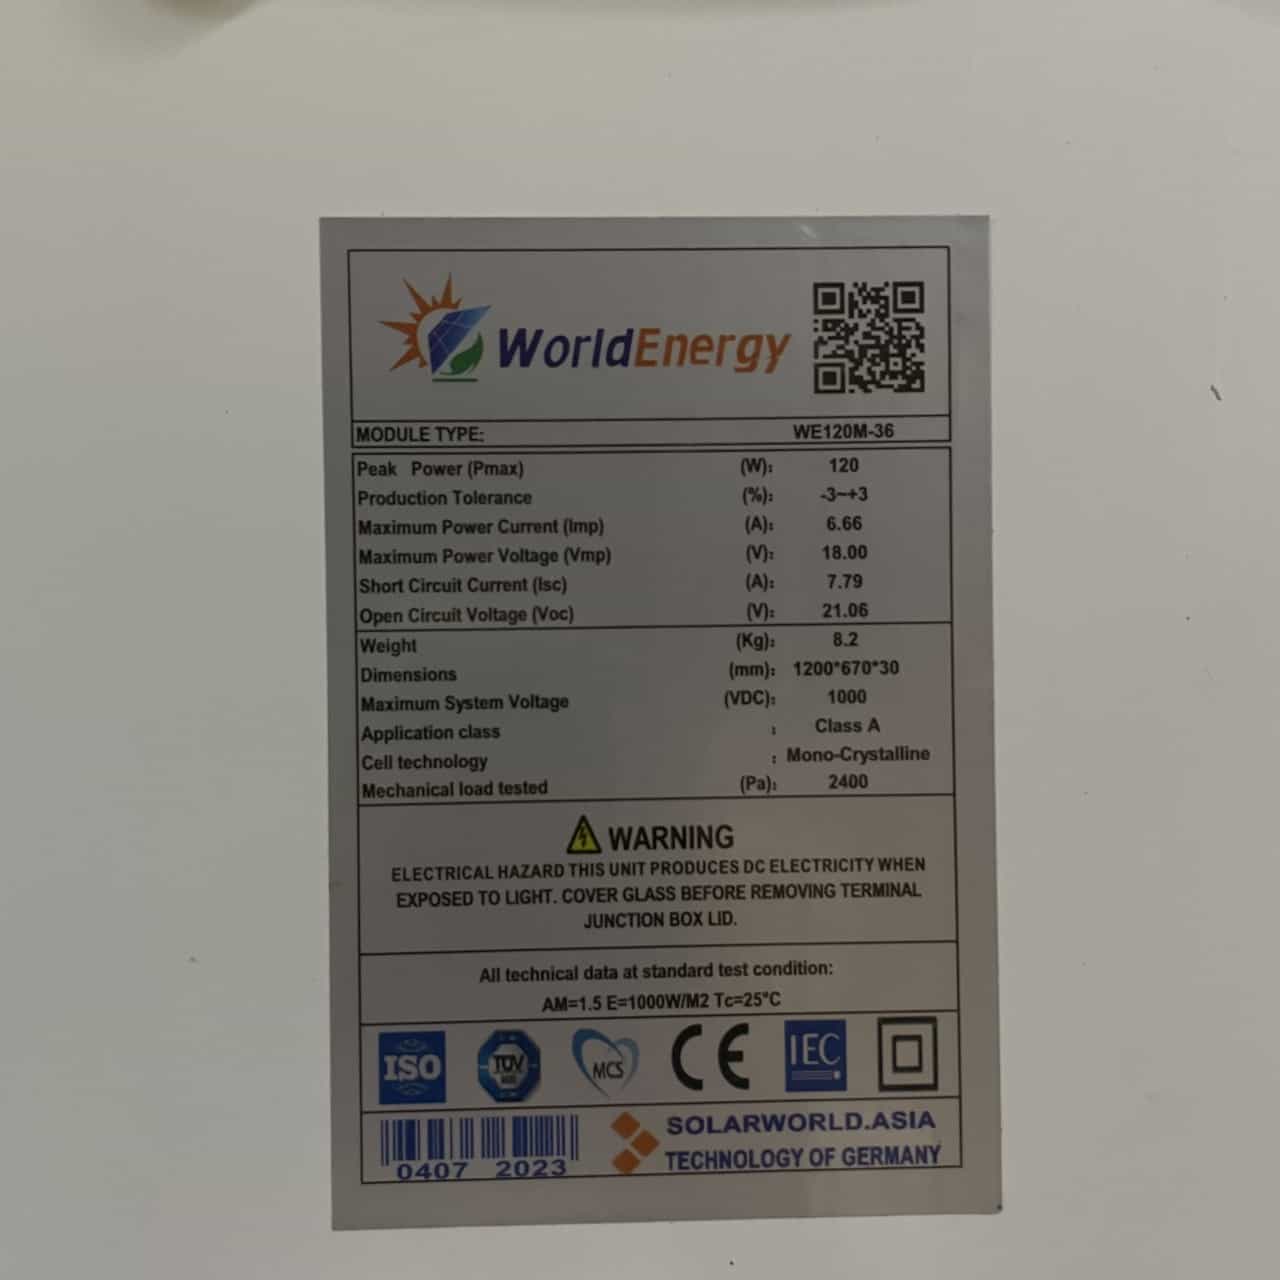 WorldEnergy
MODULE TYPE: WE120M-36
Peak Power (Pmax) (W): 120
Production Tolerance (%): -3~+3
Maximum Power Current (Imp) (A): 6.66
Maximum Power Voltage (Vmp) (V): 18.00
Short Circuit Current (Isc) (A): 7.79
Open Circuit Voltage (Voc) (V): 21.06
Weight (Kg): 8.2
Dimensions (mm): 1200*670*30
Maximum System Voltage (VDC): 1000
Application class : Class A
Cell technology : Mono-Crystalline
Mechanical load tested (Pa): 2400
WARNING
ELECTRICAL HAZARD THIS UNIT PRODUCES DC ELECTRICITY WHEN
EXPOSED TO LIGHT. COVER GLASS BEFORE REMOVING TERMINAL
JUNCTION BOX LID.
All technical data at standard test condition:
AM=1.5 E=1000W/M2 Tc=25°C
ISO TÜV MCS CE IEC
SOLARWORLD.ASIA
0407 2023 TECHNOLOGY OF GERMANY